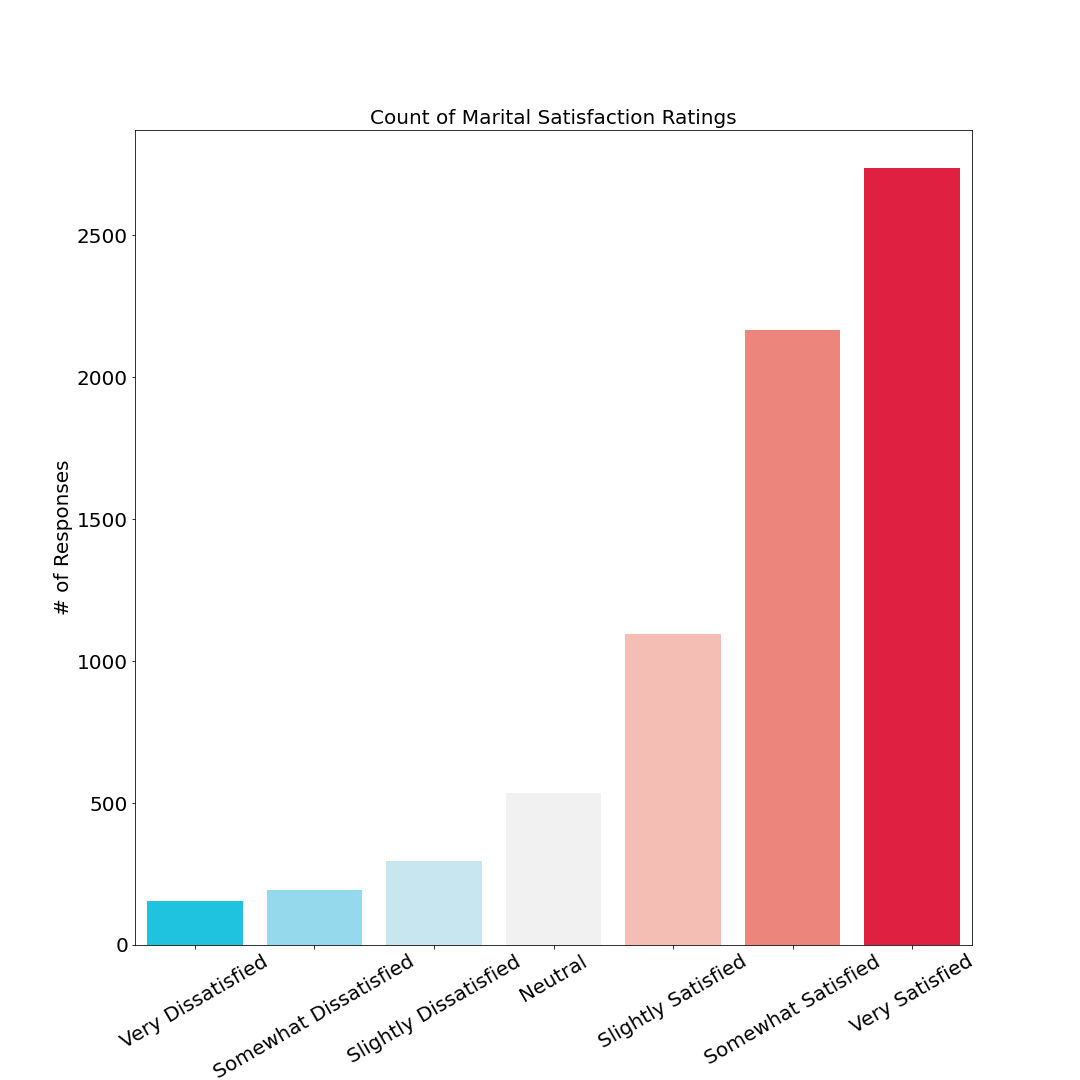 Count of Marital Satisfaction Ratings
# of Responses
2500
2000
1500
1000
500
0
Very Dissatisfied
Somewhat Dissatisfied
Slightly Dissatisfied
Neutral
Slightly Satisfied
Somewhat Satisfied
Very Satisfied